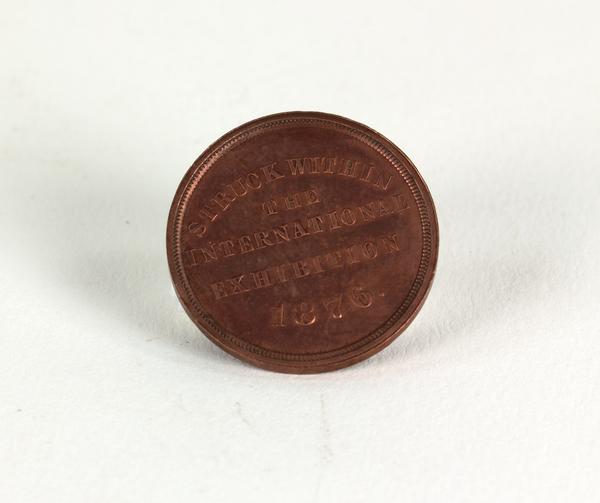 STRUCK WITHIN
THE
INTERNATIONAL
EXHIBITION
1876.